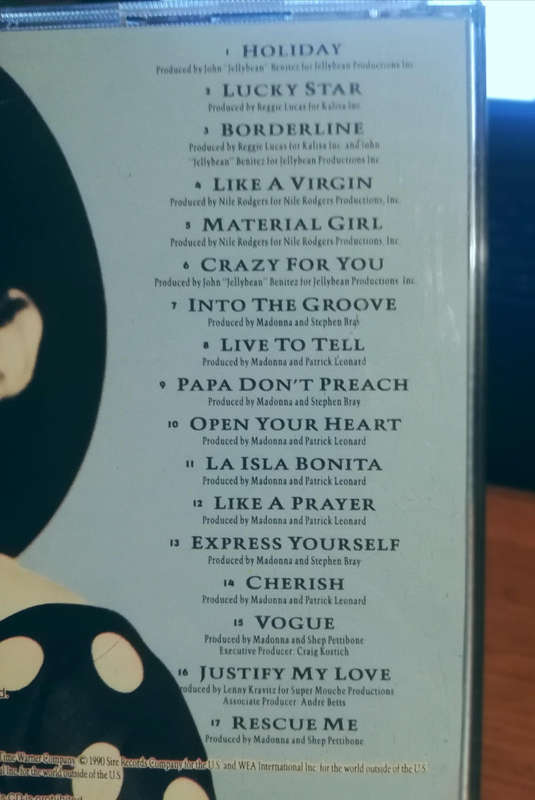 1 HOLIDAY
Produced by John "Jellybean" Benitez for Jellybean Productions Inc.
2 LUCKY STAR
Produced by Reggie Lucas for Kalisa Inc.
3 BORDERLINE
Produced by Reggie Lucas for Kalisa Inc. and John
"Jellybean" Benitez for Jellybean Productions Inc.
4 LIKE A VIRGIN
Produced by Nile Rodgers for Nile Rodgers Productions, Inc.
5 MATERIAL GIRL
Produced by Nile Rodgers for Nile Rodgers Productions, Inc.
6 CRAZY FOR YOU
Produced by John "Jellybean" Benitez for Jellybean Productions Inc.
7 INTO THE GROOVE
Produced by Madonna and Stephen Bray
8 LIVE TO TELL
Produced by Madonna and Patrick Leonard
9 PAPA DON'T PREACH
Produced by Madonna and Stephen Bray
10 OPEN YOUR HEART
Produced by Madonna and Patrick Leonard
11 LA ISLA BONITA
Produced by Madonna and Patrick Leonard
12 LIKE A PRAYER
Produced by Madonna and Patrick Leonard
13 EXPRESS YOURSELF
Produced by Madonna and Stephen Bray
14 CHERISH
Produced by Madonna and Patrick Leonard
15 VOGUE
Produced by Madonna and Shep Pettibone
Executive Producer: Craig Kostich
16 JUSTIFY MY LOVE
Produced by Lenny Kravitz for Super Mouche Productions
Associate Producer: André Betts
17 RESCUE ME
Produced by Madonna and Shep Pettibone
Time Warner Company. © 1990 Sire Records Company for the U.S. and WEA International Inc. for the world outside of the U.S.
Inc. for the world outside of the U.S.